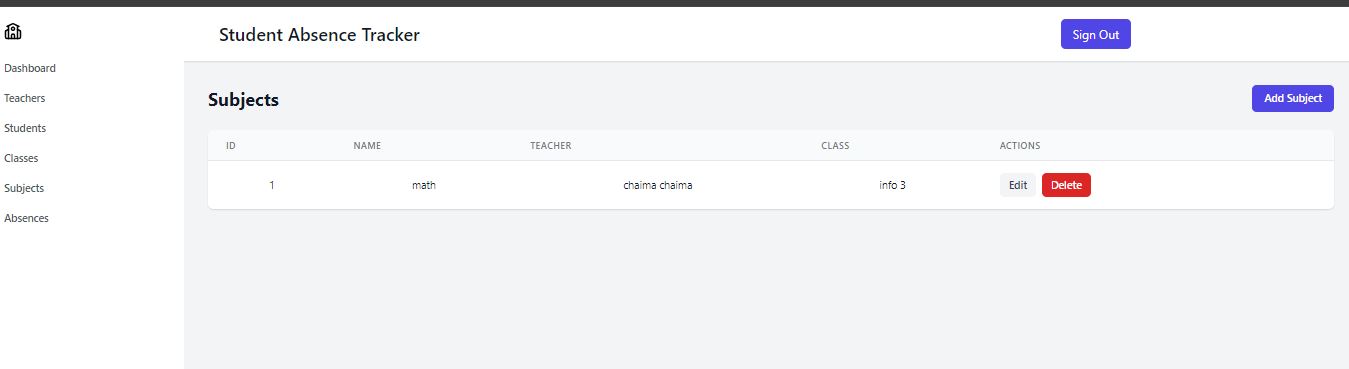 Student Absence Tracker
Sign Out
Dashboard
Teachers
Students
Classes
Subjects
Absences
Subjects
Add Subject
ID NAME TEACHER CLASS ACTIONS
1 math chaima chaima info 3 Edit Delete